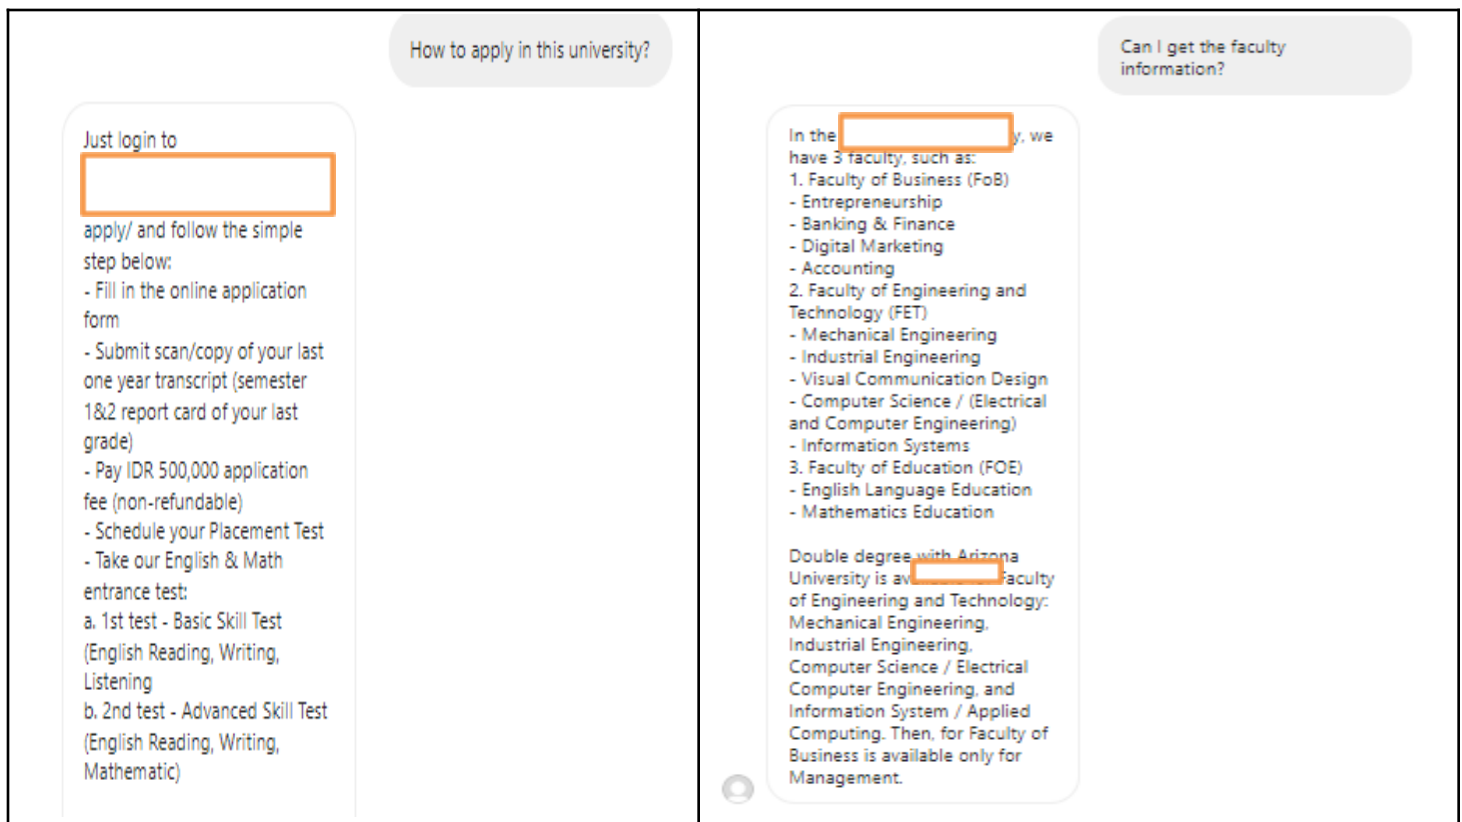 How to apply in this university?
Just login to
apply/ and follow the simple
step below:
- Fill in the online application
form
- Submit scan/copy of your last
one year transcript (semester
1&2 report card of your last
grade)
- Pay IDR 500,000 application
fee (non-refundable)
- Schedule your Placement Test
- Take our English & Math
entrance test:
a. 1st test - Basic Skill Test
(English Reading, Writing,
Listening
b. 2nd test - Advanced Skill Test
(English Reading, Writing,
Mathematic)
Can I get the faculty
information?
In the y, we
have 3 faculty, such as:
1. Faculty of Business (FoB)
- Entrepreneurship
- Banking & Finance
- Digital Marketing
- Accounting
2. Faculty of Engineering and
Technology (FET)
- Mechanical Engineering
- Industrial Engineering
- Visual Communication Design
- Computer Science / (Electrical
and Computer Engineering)
- Information Systems
3. Faculty of Education (FOE)
- English Language Education
- Mathematics Education
Double degree with Arizona
University is Faculty
of Engineering and Technology:
Mechanical Engineering,
Industrial Engineering,
Computer Science / Electrical
Computer Engineering, and
Information System / Applied
Computing. Then, for Faculty of
Business is available only for
Management.